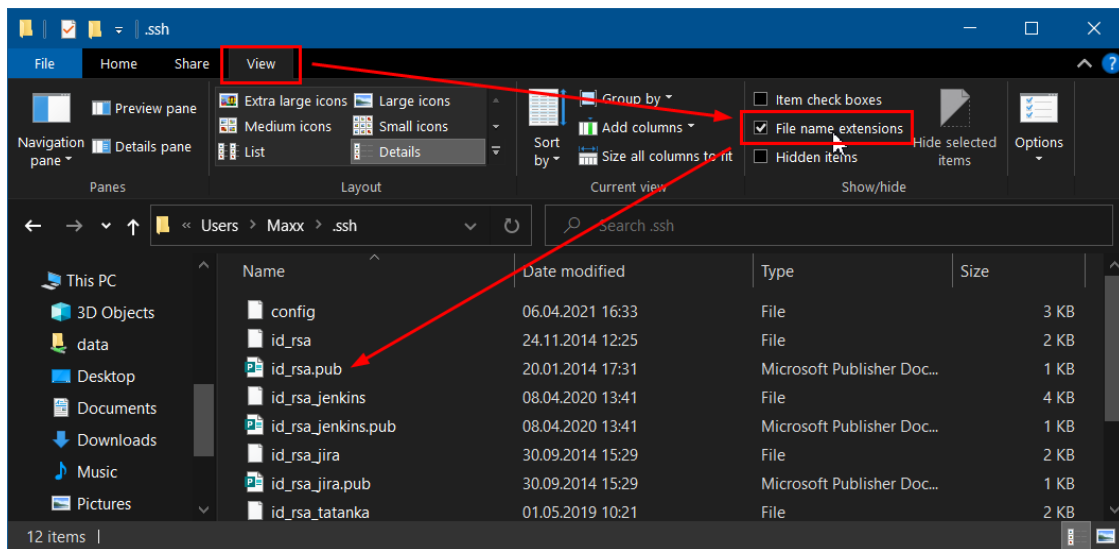 .ssh
File Home Share View
Navigation pane
Preview pane
Details pane
Panes
Extra large icons Large icons
Medium icons Small icons
List Details
Layout
Sort by
Group by
Add columns
Size all columns to fit
Current view
Item check boxes
File name extensions
Hidden items
Hide selected items
Show/hide
Options
« Users > Maxx > .ssh
Search .ssh
This PC
3D Objects
data
Desktop
Documents
Downloads
Music
Pictures
Name Date modified Type Size
config 06.04.2021 16:33 File 3 KB
id_rsa 24.11.2014 12:25 File 2 KB
id_rsa.pub 20.01.2014 17:31 Microsoft Publisher Doc... 1 KB
id_rsa_jenkins 08.04.2020 13:41 File 4 KB
id_rsa_jenkins.pub 08.04.2020 13:41 Microsoft Publisher Doc... 1 KB
id_rsa_jira 30.09.2014 15:29 File 2 KB
id_rsa_jira.pub 30.09.2014 15:29 Microsoft Publisher Doc... 1 KB
id_rsa_tatanka 01.05.2019 10:21 File 2 KB
12 items